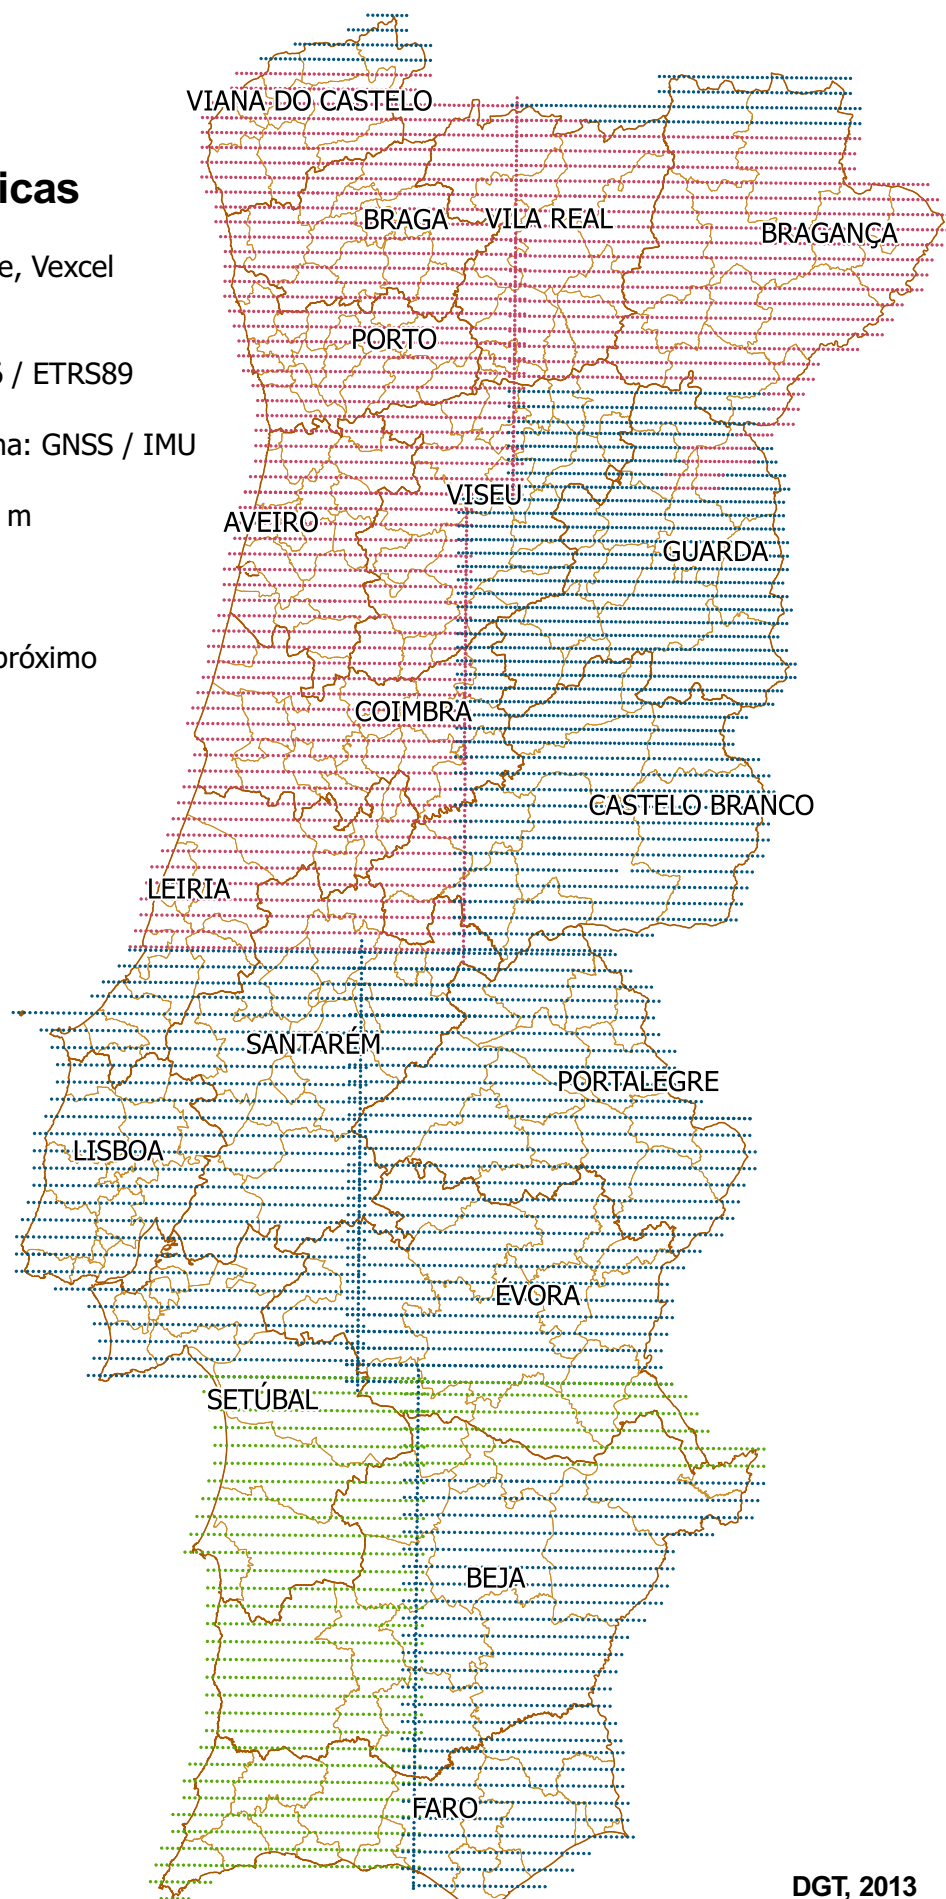 icas
e, Vexcel
/ ETRS89
na: GNSS / IMU
m
próximo
VIANA DO CASTELO
BRAGA
VILA REAL
BRAGANÇA
PORTO
VISEU
AVEIRO
GUARDA
COIMBRA
CASTELO BRANCO
LEIRIA
SANTARÉM
PORTALEGRE
LISBOA
ÉVORA
SETÚBAL
BEJA
FARO
DGT, 2013